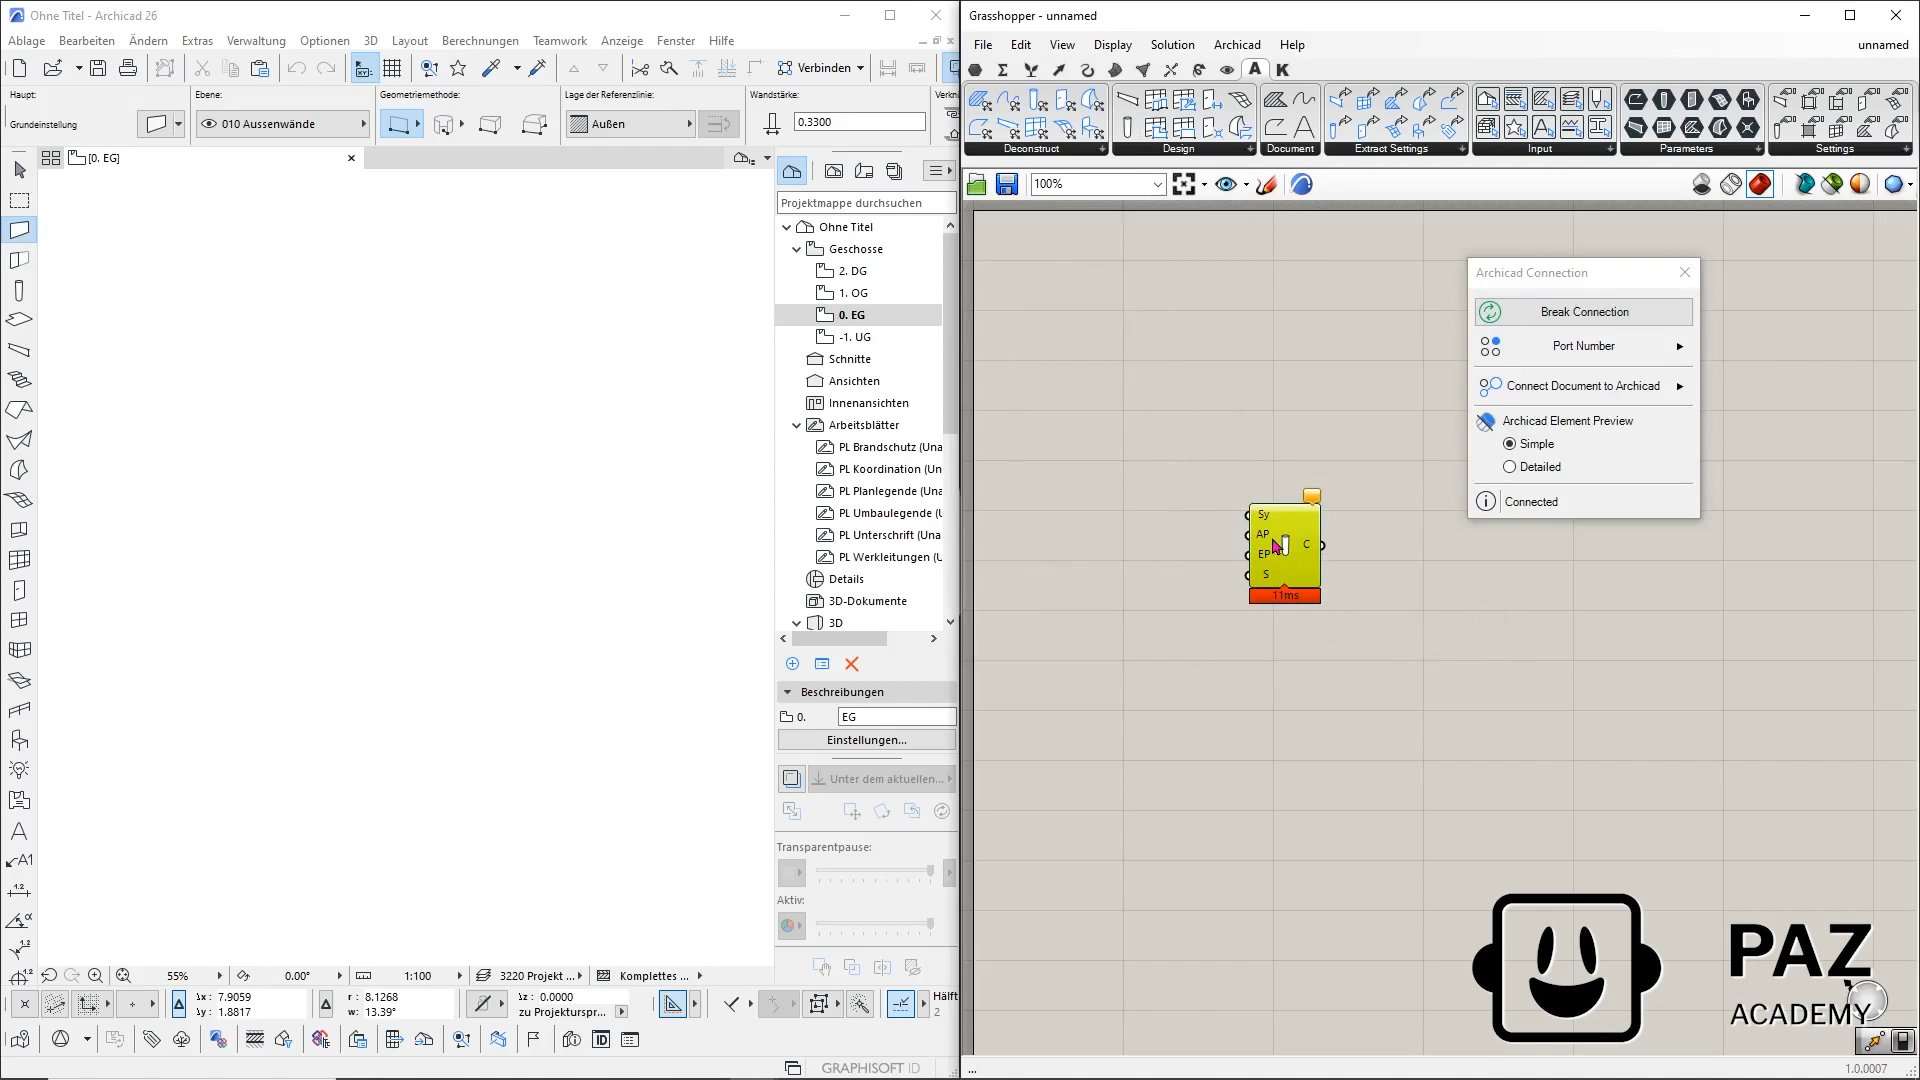 Ohne Titel - Archicad 26
Ablage Bearbeiten Ändern Extras Verwaltung Optionen 3D Layout Berechnungen Teamwork Anzeige Fenster Hilfe
Verbinden
Haupt: Ebene: Geometriemethode: Lage der Referenzlinie: Wandstärke:
Grundeinstellung 010 Aussenwände Außen 0.3300
[0. EG]
Projektmappe durchsuchen
Ohne Titel
Geschosse
2. DG
1. OG
0. EG
-1. UG
Schnitte
Ansichten
Innenansichten
Arbeitsblätter
PL Brandschutz (Una
PL Koordination (Un
PL Planlegende (Una
PL Umbaulegende (U
PL Unterschrift (Una
PL Werkleitungen (U
Details
3D-Dokumente
3D
Beschreibungen
0. EG
Einstellungen...
Unter dem aktuellen...
Transparentpause:
Aktiv:
55% 0.00° 1:100 3220 Projekt ... Komplettes ...
x: 7.9059
y: 1.8817
r: 8.1268
w: 13.39°
z: 0.0000
zu Projekturspr...
Hälft
2
GRAPHISOFT ID
Grasshopper - unnamed
File Edit View Display Solution Archicad Help unnamed
A K
Deconstruct Design Document Extract Settings Input Parameters Settings
100%
Archicad Connection
Break Connection
Port Number
Connect Document to Archicad
Archicad Element Preview
Simple
Detailed
Connected
Sy
AP
EP
S
C
11ms
PAZ
ACADEMY
...
1.0.0007